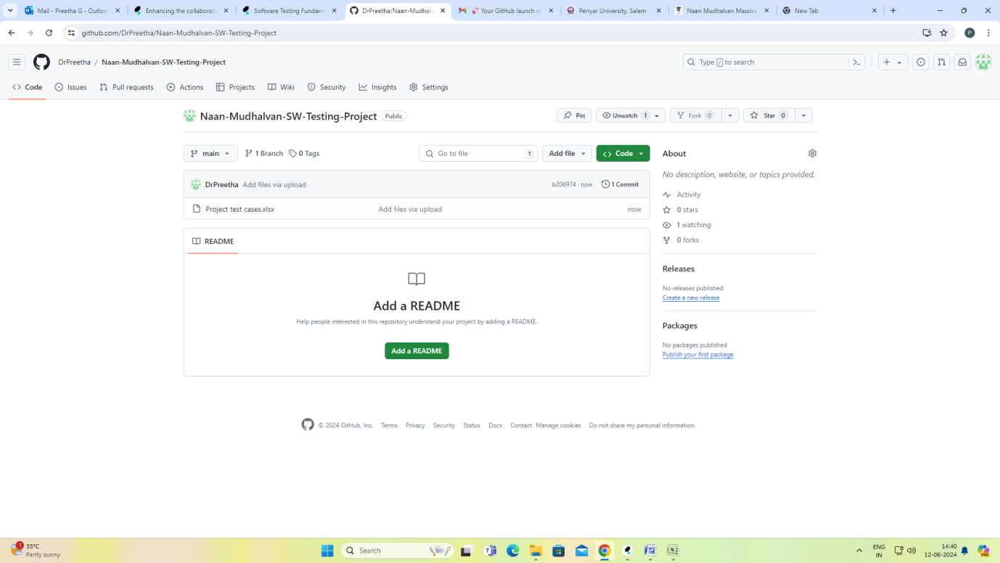 Mail - Preetha G - Outlook
Enhancing the collaborati
Software Testing Fundame
DrPreetha/Naan-Mudhalv
🚀 Your GitHub launch co
Periyar University, Salem
Naan Mudhalvan Massive
New Tab
github.com/DrPreetha/Naan-Mudhalvan-SW-Testing-Project
P
DrPreetha / Naan-Mudhalvan-SW-Testing-Project
Type / to search
Code Issues Pull requests Actions Projects Wiki Security Insights Settings
Naan-Mudhalvan-SW-Testing-Project Public
Pin Unwatch 1 Fork 0 Star 0
main 1 Branch 0 Tags Go to file t Add file Code
About
No description, website, or topics provided.
DrPreetha Add files via upload b206974 · now 1 Commit
Project test cases.xlsx Add files via upload now
Activity
0 stars
1 watching
0 forks
README
Add a README
Help people interested in this repository understand your project by adding a README.
Add a README
Releases
No releases published
Create a new release
Packages
No packages published
Publish your first package
© 2024 GitHub, Inc. Terms Privacy Security Status Docs Contact Manage cookies Do not share my personal information
1
35°C
Partly sunny
Search
ENG
IN
14:40
12-06-2024
PRE